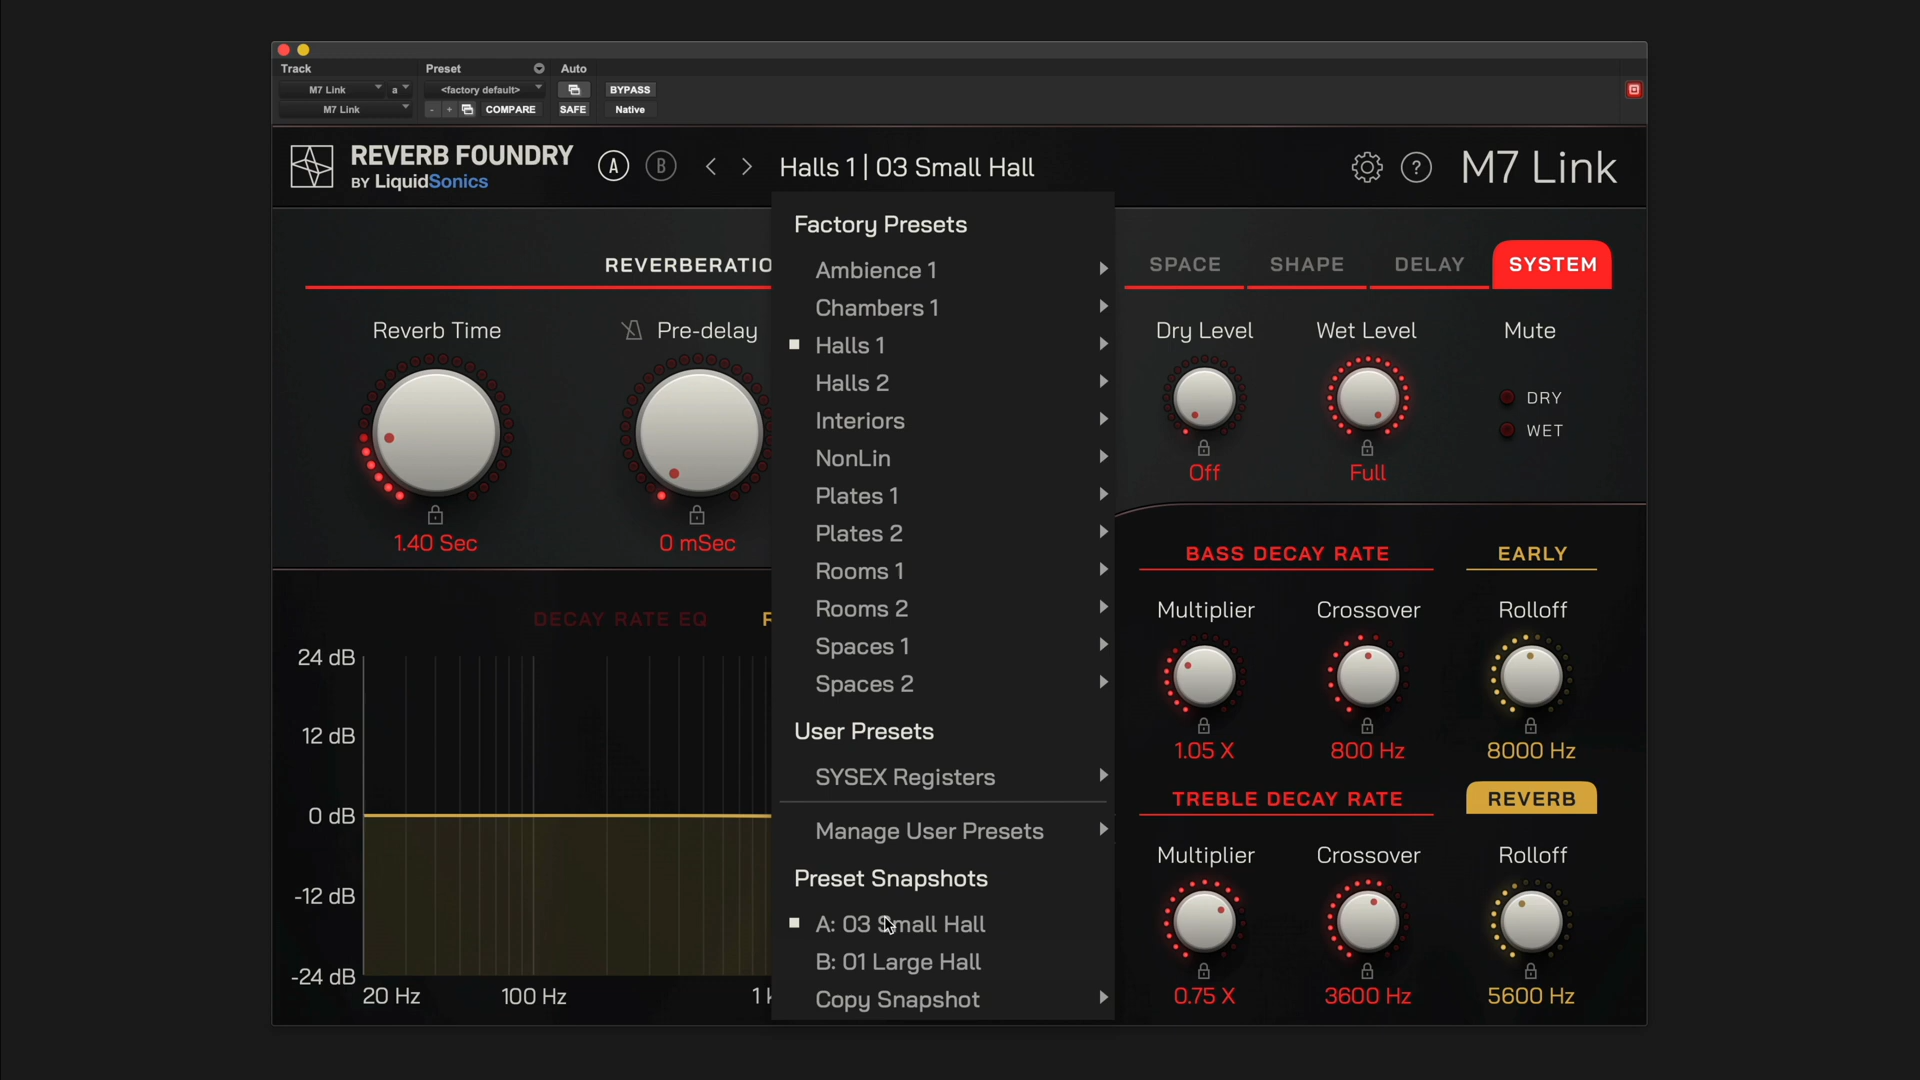 Track
Preset
Auto
M7 Link
a
<factory default>
BYPASS
M7 Link
- +
COMPARE
SAFE
Native
REVERB FOUNDRY
BY LiquidSonics
A
B
< >
Halls 1 | 03 Small Hall
?
M7 Link
REVERBERATIO
Reverb Time
Pre-delay
1.40 Sec
0 mSec
Factory Presets
Ambience 1
Chambers 1
Halls 1
Halls 2
Interiors
NonLin
Plates 1
Plates 2
Rooms 1
Rooms 2
Spaces 1
Spaces 2
User Presets
SYSEX Registers
Manage User Presets
Preset Snapshots
A: 03 Small Hall
B: 01 Large Hall
Copy Snapshot
SPACE
SHAPE
DELAY
SYSTEM
Dry Level
Wet Level
Mute
DRY
WET
Off
Full
DECAY RATE EQ
24 dB
12 dB
0 dB
-12 dB
-24 dB
20 Hz
100 Hz
1 k
BASS DECAY RATE
EARLY
Multiplier
Crossover
Rolloff
1.05 X
800 Hz
8000 Hz
TREBLE DECAY RATE
REVERB
Multiplier
Crossover
Rolloff
0.75 X
3600 Hz
5600 Hz